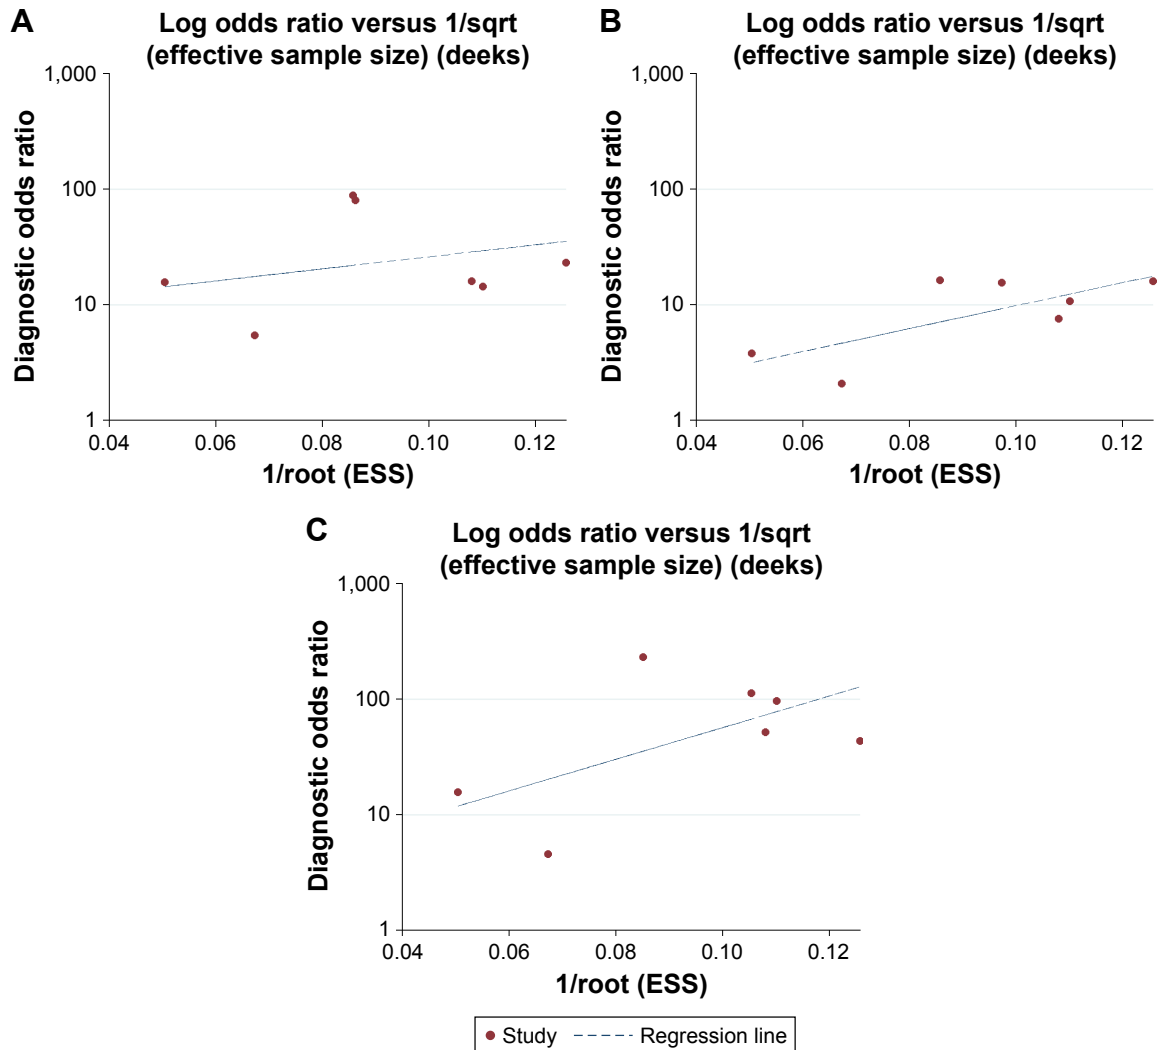 A
Log odds ratio versus 1/sqrt
(effective sample size) (deeks)
1,000
100
10
1
Diagnostic odds ratio
0.04 0.06 0.08 0.10 0.12
1/root (ESS)
B
Log odds ratio versus 1/sqrt
(effective sample size) (deeks)
1,000
100
10
1
Diagnostic odds ratio
0.04 0.06 0.08 0.10 0.12
1/root (ESS)
C
Log odds ratio versus 1/sqrt
(effective sample size) (deeks)
1,000
100
10
1
Diagnostic odds ratio
0.04 0.06 0.08 0.10 0.12
1/root (ESS)
Study Regression line